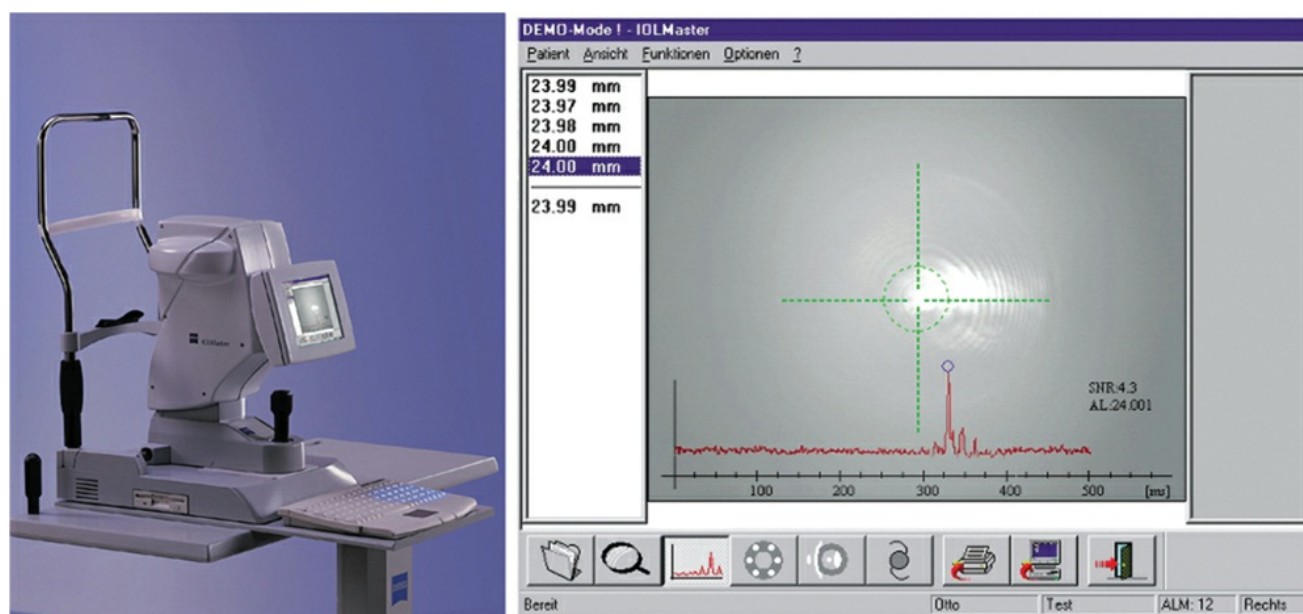 IOLMaster
ZEISS
DEMO-Mode ! - IOLMaster
Patient Ansicht Funktionen Optionen ?
23.99 mm
23.97 mm
23.98 mm
24.00 mm
24.00 mm
23.99 mm
SNR:4.3
AL:24.001
100 200 300 400 500 [ms]
Bereit Otto Test ALM: 12 Rechts